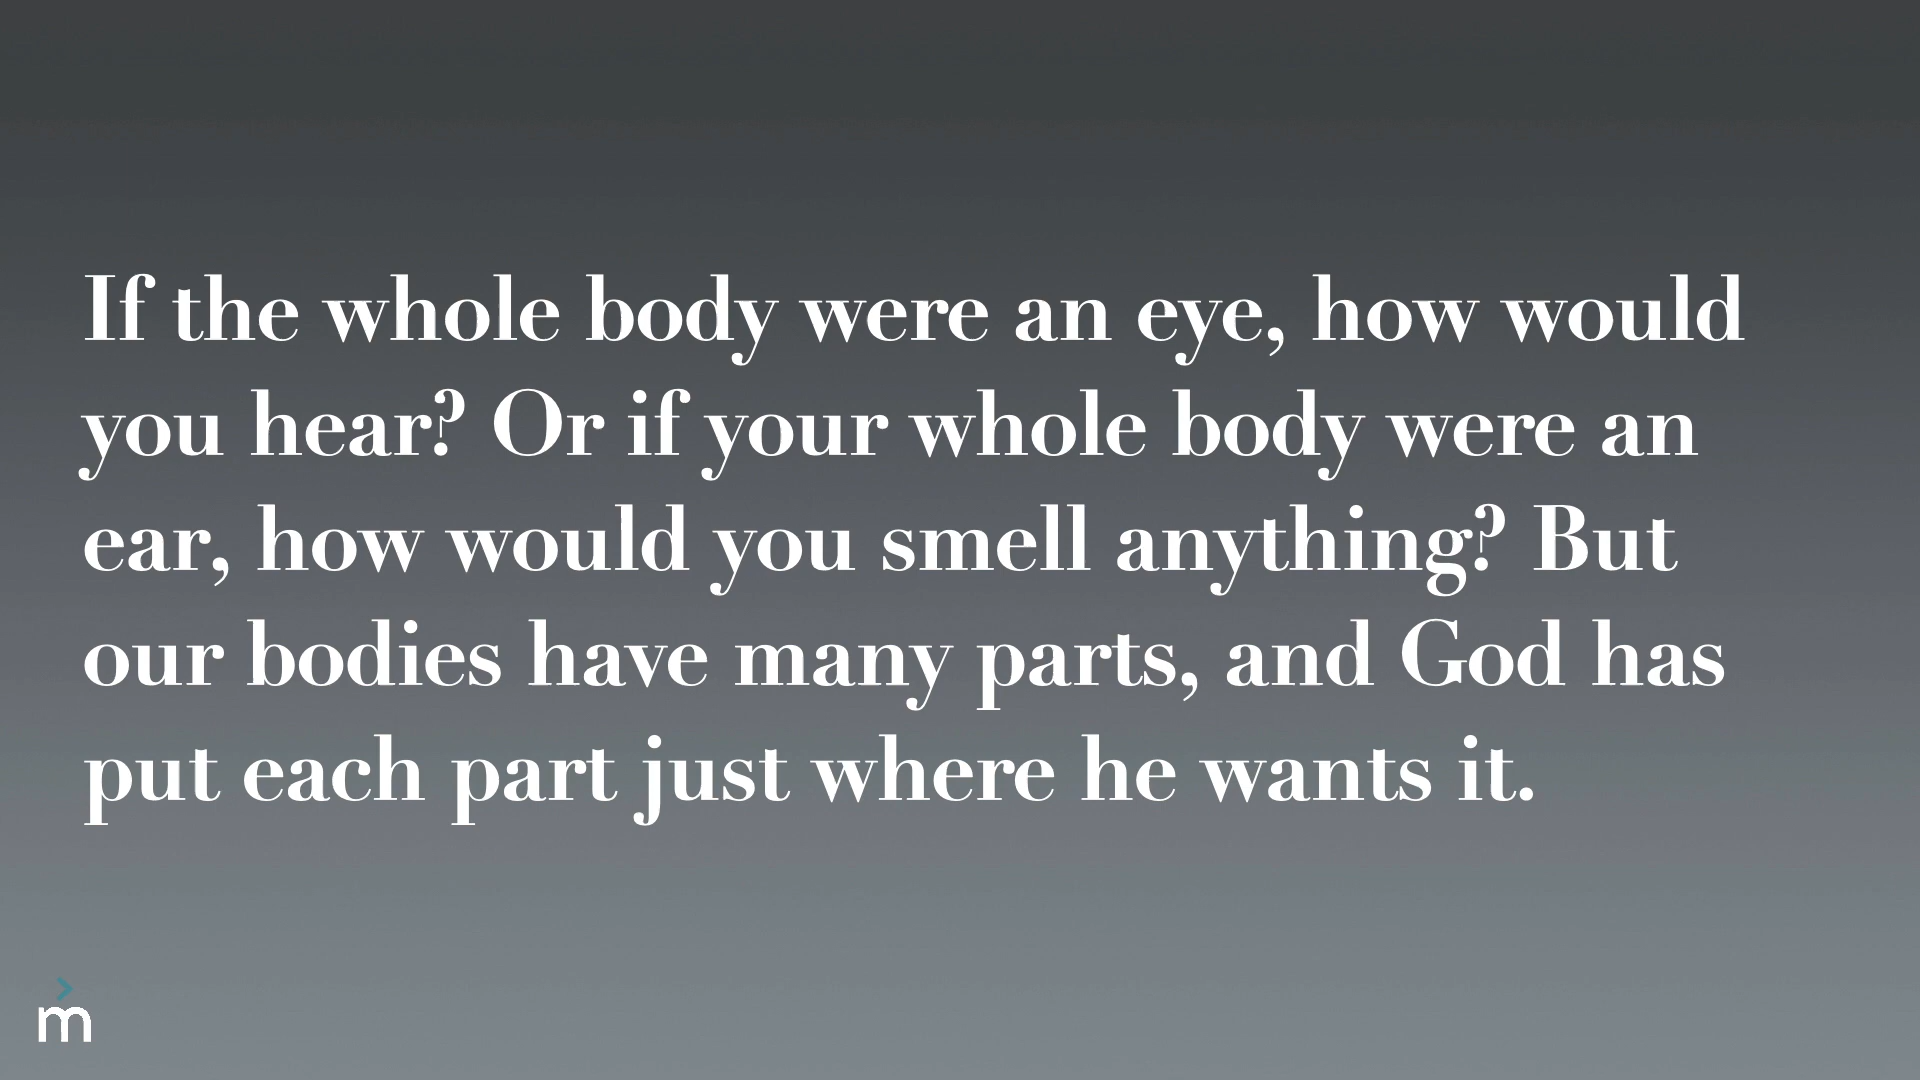 If the whole body were an eye, how would
you hear? Or if your whole body were an
ear, how would you smell anything? But
our bodies have many parts, and God has
put each part just where he wants it.
m